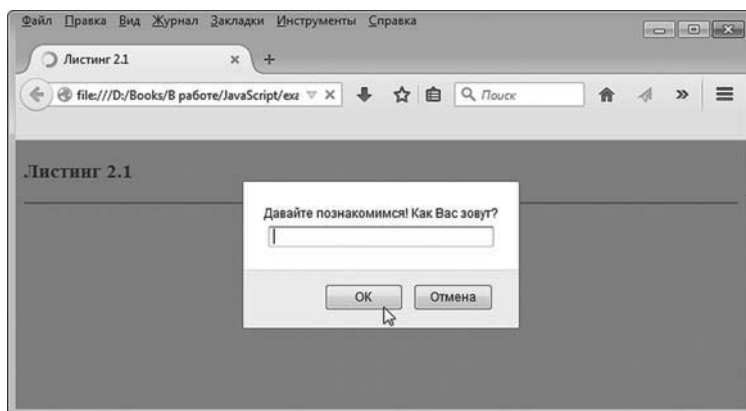 Файл Правка Вид Журнал Закладки Инструменты Справка
Листинг 2.1
file:///D:/Books/В работе/JavaScript/exa
Поиск
Листинг 2.1
Давайте познакомимся! Как Вас зовут?
OK Отмена